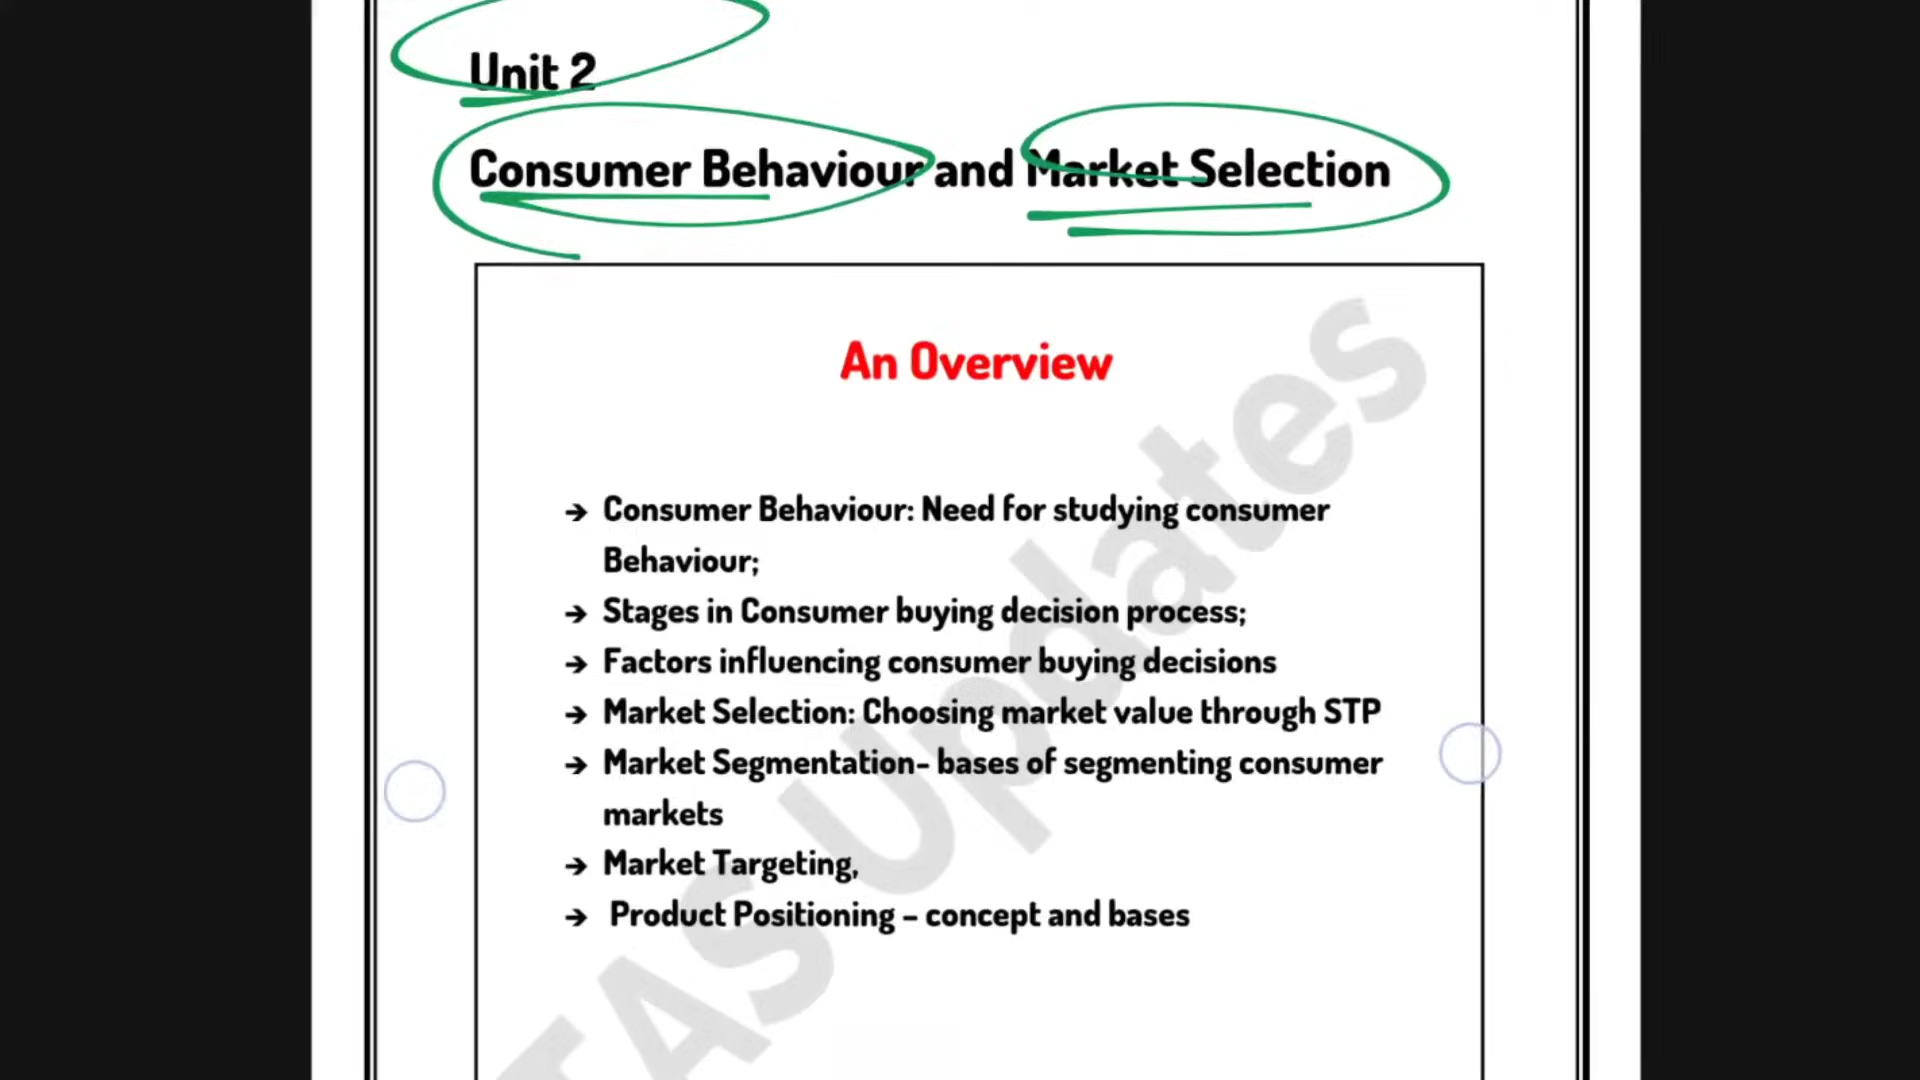 Unit 2
Consumer Behaviour and Market Selection
An Overview
→ Consumer Behaviour: Need for studying consumer
Behaviour;
→ Stages in Consumer buying decision process;
→ Factors influencing consumer buying decisions
→ Market Selection: Choosing market value through STP
→ Market Segmentation- bases of segmenting consumer
markets
→ Market Targeting,
→ Product Positioning – concept and bases
TAS Updates